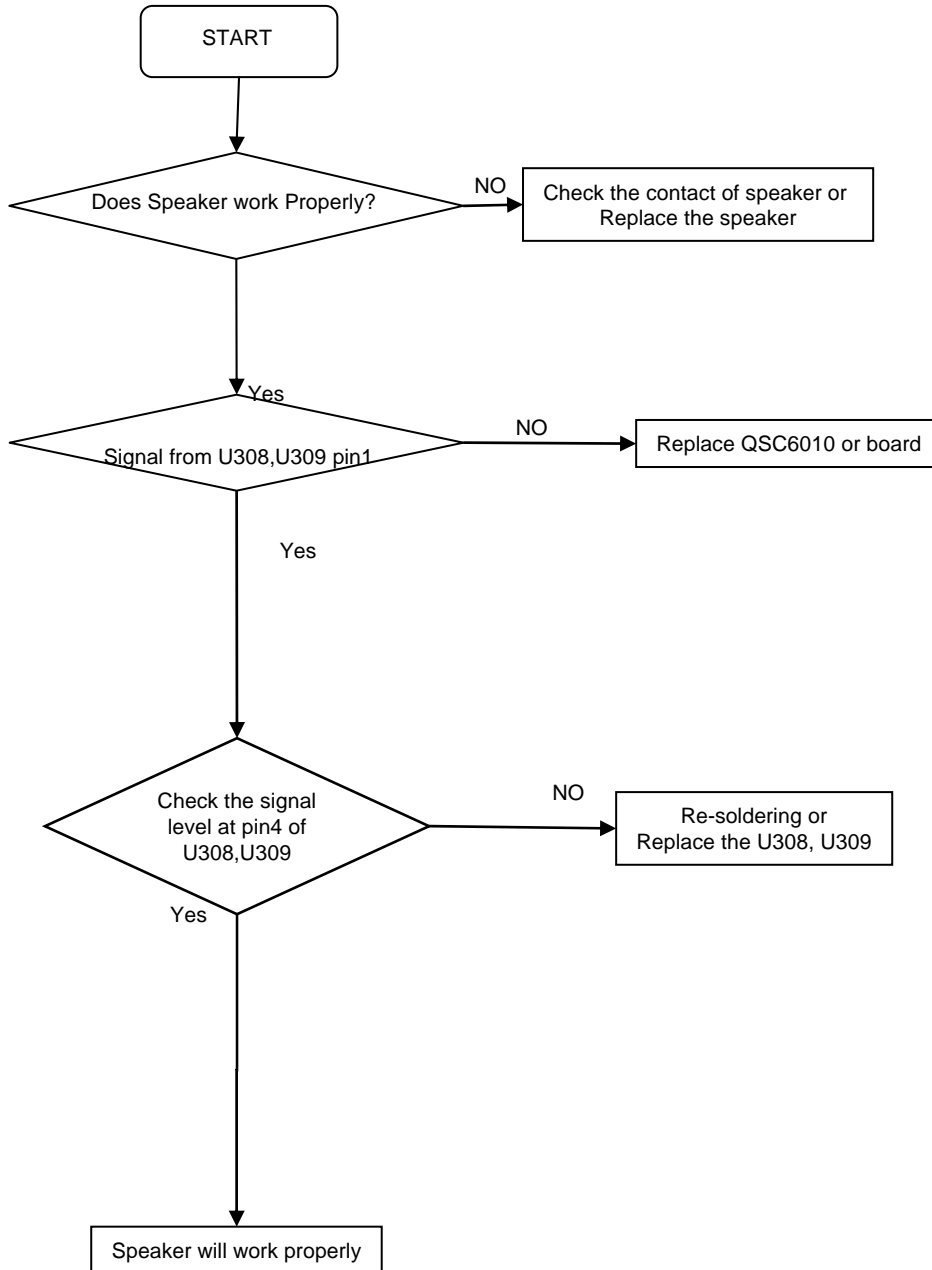 START
Does Speaker work Properly?
NO
Check the contact of speaker or
Replace the speaker
Yes
Signal from U308,U309 pin1
NO
Replace QSC6010 or board
Yes
Check the signal
level at pin4 of
U308,U309
NO
Re-soldering or
Replace the U308, U309
Yes
Speaker will work properly